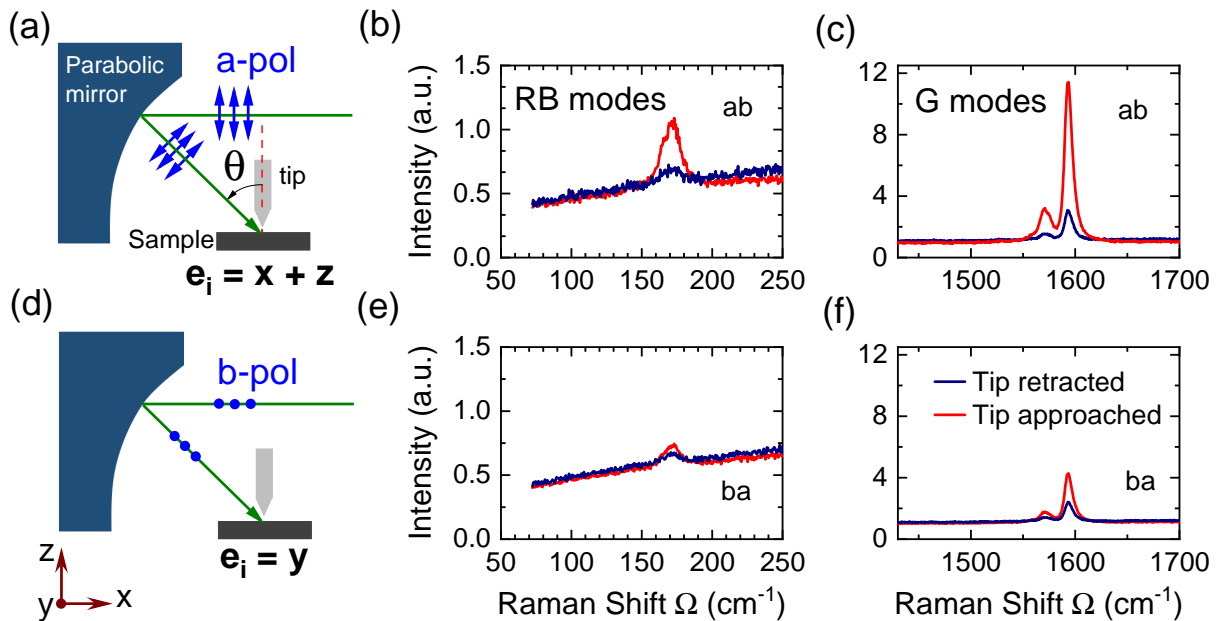 (a)
Parabolic
mirror
a-pol
θ
tip
Sample
e_i = x + z
(b)
Intensity (a.u.)
1.5
1.0
0.5
0.0
RB modes
ab
50 100 150 200 250
(c)
12
8
4
0
G modes
ab
1500 1600 1700
(d)
b-pol
e_i = y
z
y
x
(e)
Intensity (a.u.)
1.5
1.0
0.5
0.0
ba
50 100 150 200 250
Raman Shift Ω (cm⁻¹)
(f)
12
8
4
0
Tip retracted
Tip approached
ba
1500 1600 1700
Raman Shift Ω (cm⁻¹)